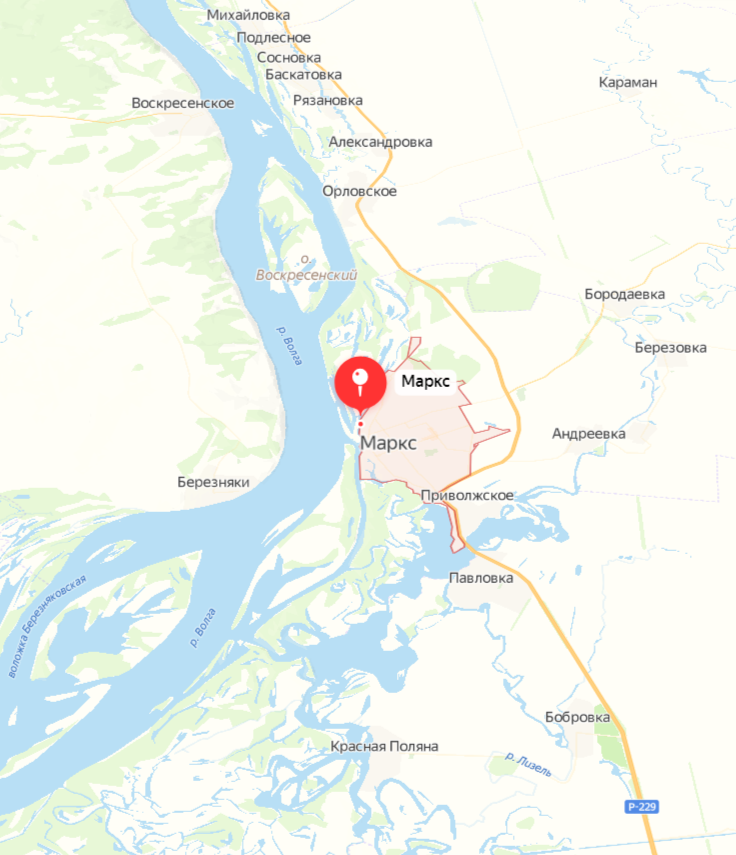 Михайловка
Подлесное
Сосновка
Баскатовка
Караман
Воскресенское
Рязановка
Александровка
Орловское
о.
Воскресенский
Бородаевка
р. Волга
Березовка
Маркс
Маркс
Андреевка
Березняки
Приволжское
Павловка
воложка Березняковская
р. Волга
Бобровка
Красная Поляна
р. Лизель
Р-229